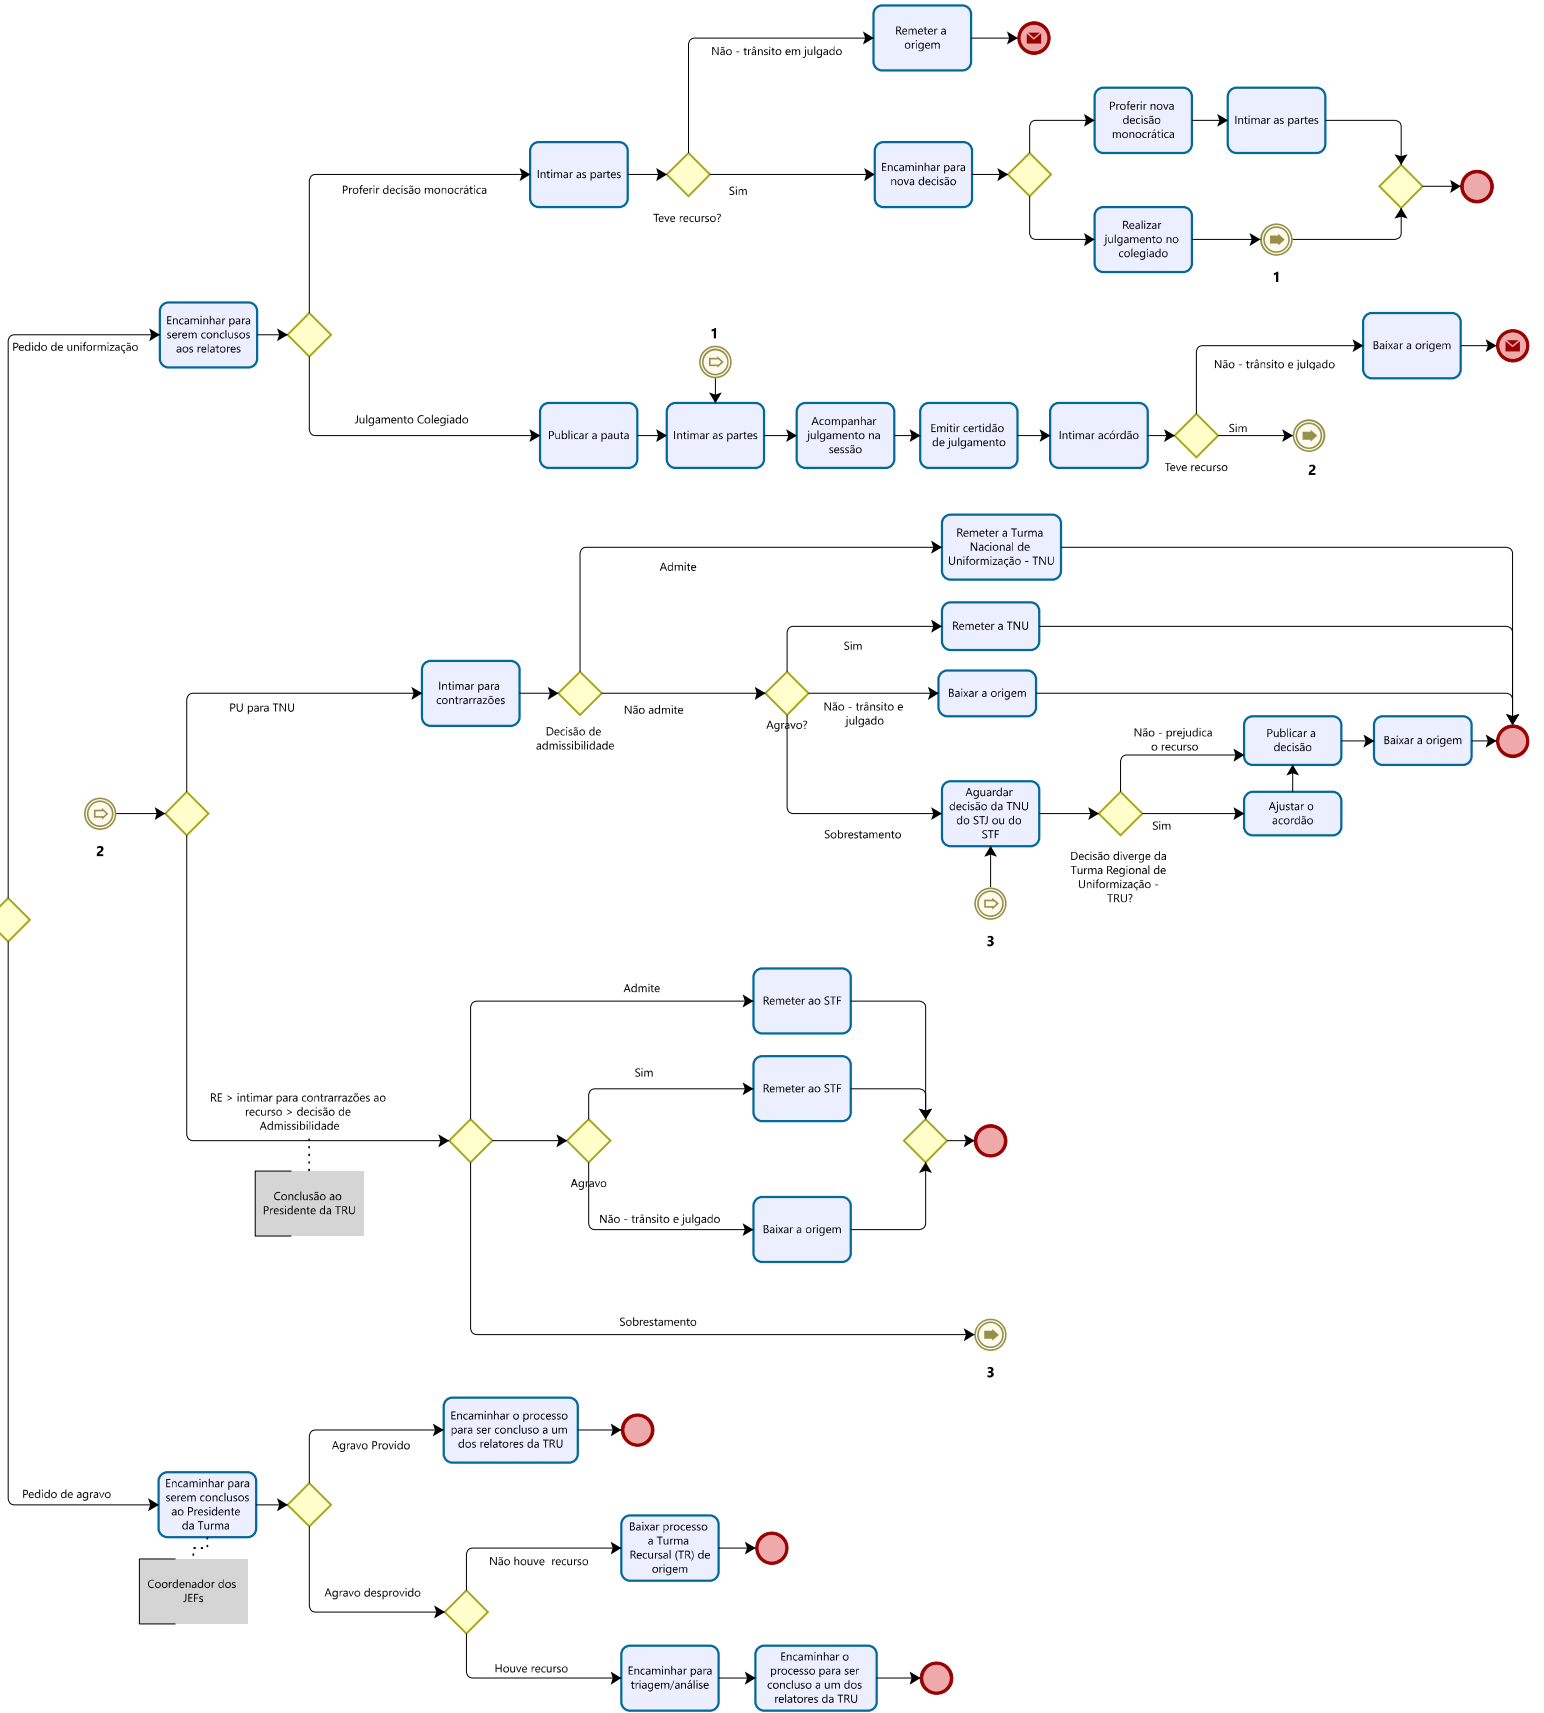 Remeter a
origem
Não - trânsito em julgado
Proferir nova
decisão
monocrática
Intimar as partes
Intimar as partes
Encaminhar para
nova decisão
Proferir decisão monocrática
Sim
Teve recurso?
Realizar
julgamento no
colegiado
1
Encaminhar para
serem conclusos
aos relatores
Pedido de uniformização
1
Baixar a origem
Não - trânsito e julgado
Julgamento Colegiado
Publicar a pauta
Intimar as partes
Acompanhar
julgamento na
sessão
Emitir certidão
de julgamento
Intimar acórdão
Sim
Teve recurso
2
Remeter a Turma
Nacional de
Uniformização - TNU
Admite
Remeter a TNU
Sim
Intimar para
contrarrazões
Baixar a origem
PU para TNU
Não admite
Não - trânsito e
julgado
Agravo?
Decisão de
admissibilidade
Não - prejudica
o recurso
Publicar a
decisão
Baixar a origem
Aguardar
decisão da TNU
do STJ ou do
STF
Ajustar o
acordão
Sim
Sobrestamento
2
Decisão diverge da
Turma Regional de
Uniformização -
TRU?
3
Admite
Remeter ao STF
Sim
Remeter ao STF
RE > intimar para contrarrazões ao
recurso > decisão de
Admissibilidade
Agravo
Conclusão ao
Presidente da TRU
Não - trânsito e julgado
Baixar a origem
Sobrestamento
3
Encaminhar o processo
para ser concluso a um
dos relatores da TRU
Agravo Provido
Pedido de agravo
Encaminhar para
serem conclusos
ao Presidente
da Turma
Baixar processo
a Turma
Recursal (TR) de
origem
Não houve recurso
Coordenador dos
JEFs
Agravo desprovido
Houve recurso
Encaminhar para
triagem/análise
Encaminhar o
processo para ser
concluso a um dos
relatores da TRU